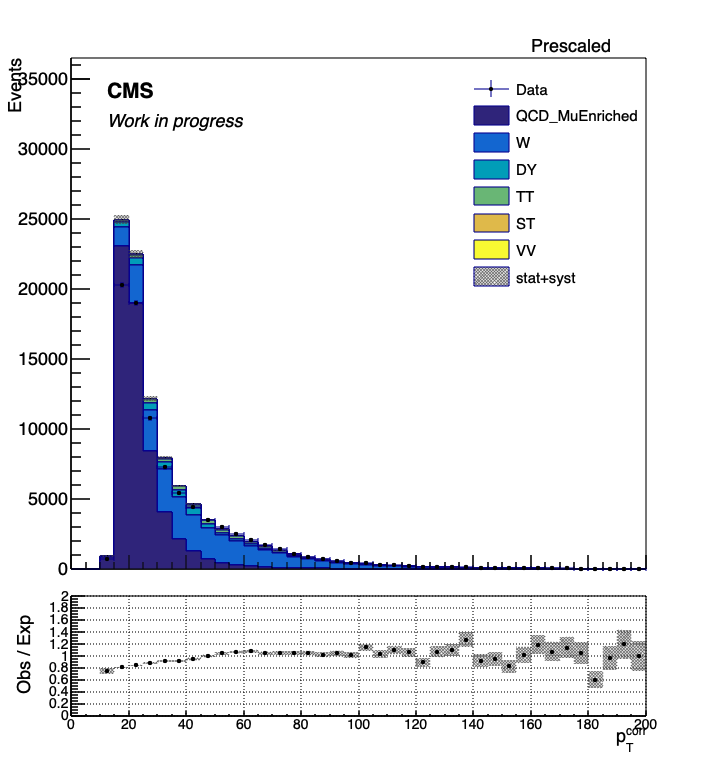 Prescaled
Events
CMS
Work in progress
Data
QCD_MuEnriched
W
DY
TT
ST
VV
stat+syst
35000
30000
25000
20000
15000
10000
5000
0
Obs / Exp
2
1.8
1.6
1.4
1.2
1
0.8
0.6
0.4
0.2
0
0 20 40 60 80 100 120 140 160 180 200
p_T^corr